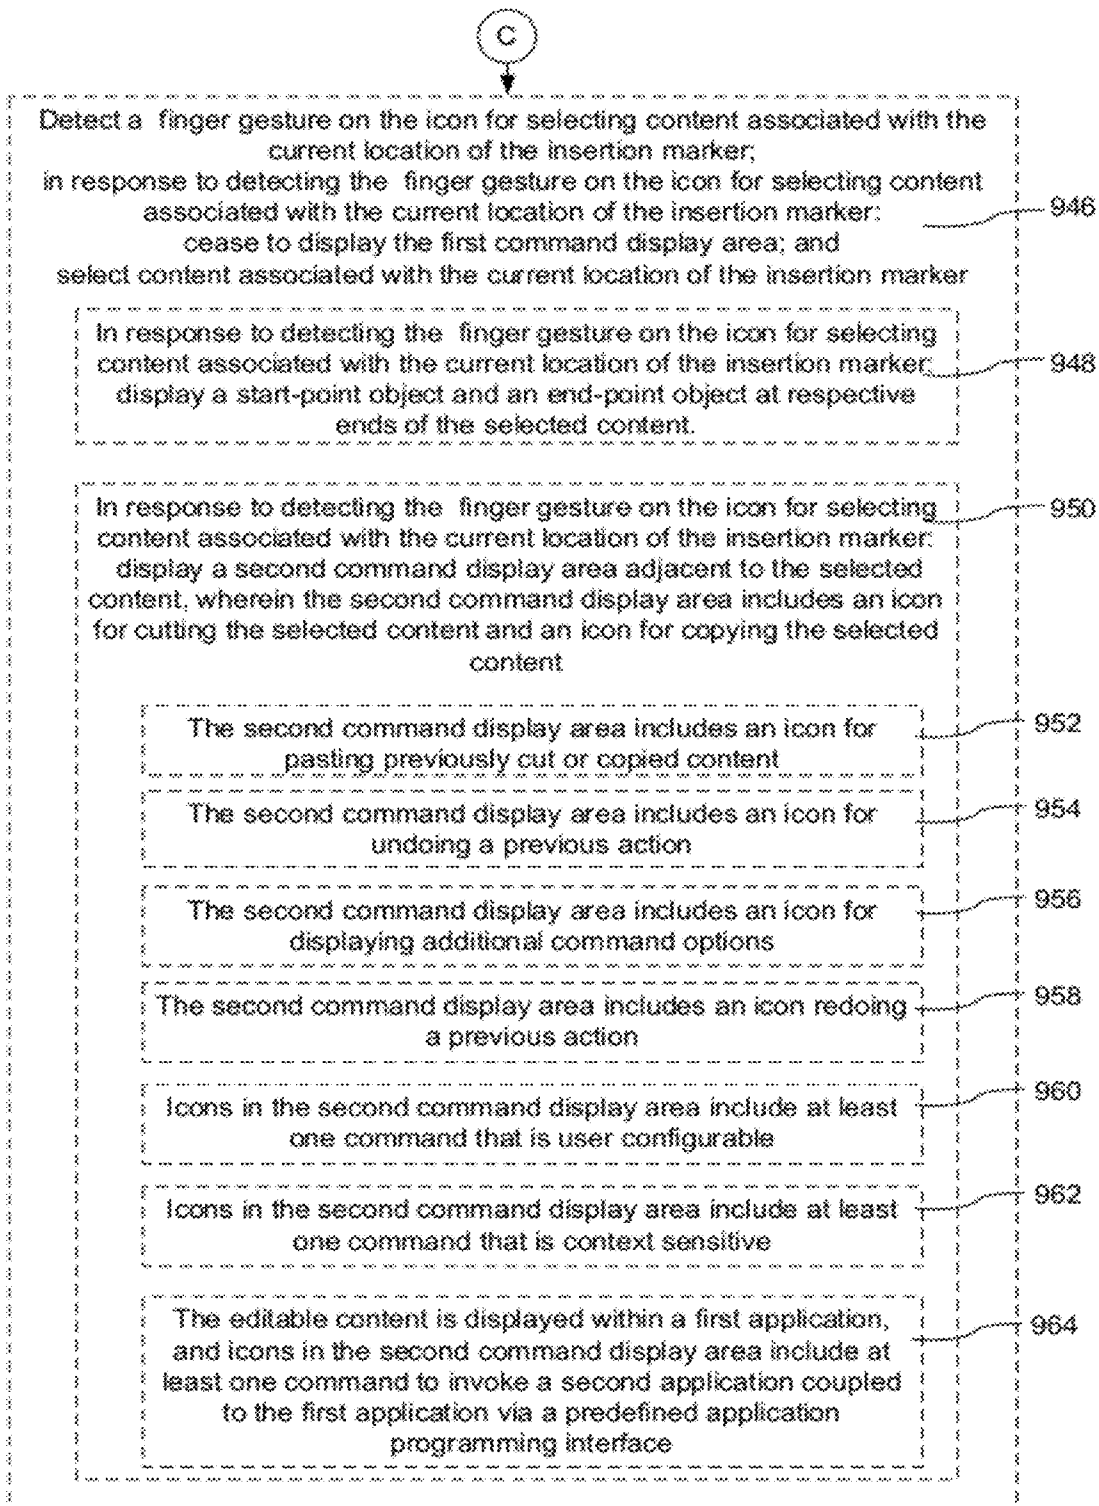 C
Detect a finger gesture on the icon for selecting content associated with the
current location of the insertion marker;
in response to detecting the finger gesture on the icon for selecting content
associated with the current location of the insertion marker:
cease to display the first command display area; and
select content associated with the current location of the insertion marker
946
In response to detecting the finger gesture on the icon for selecting
content associated with the current location of the insertion marker:
display a start-point object and an end-point object at respective
ends of the selected content.
948
In response to detecting the finger gesture on the icon for selecting
content associated with the current location of the insertion marker:
display a second command display area adjacent to the selected
content, wherein the second command display area includes an icon
for cutting the selected content and an icon for copying the selected
content
950
The second command display area includes an icon for
pasting previously cut or copied content
952
The second command display area includes an icon for
undoing a previous action
954
The second command display area includes an icon for
displaying additional command options
956
The second command display area includes an icon redoing
a previous action
958
Icons in the second command display area include at least
one command that is user configurable
960
Icons in the second command display area include at least
one command that is context sensitive
962
The editable content is displayed within a first application,
and icons in the second command display area include at
least one command to invoke a second application coupled
to the first application via a predefined application
programming interface
964